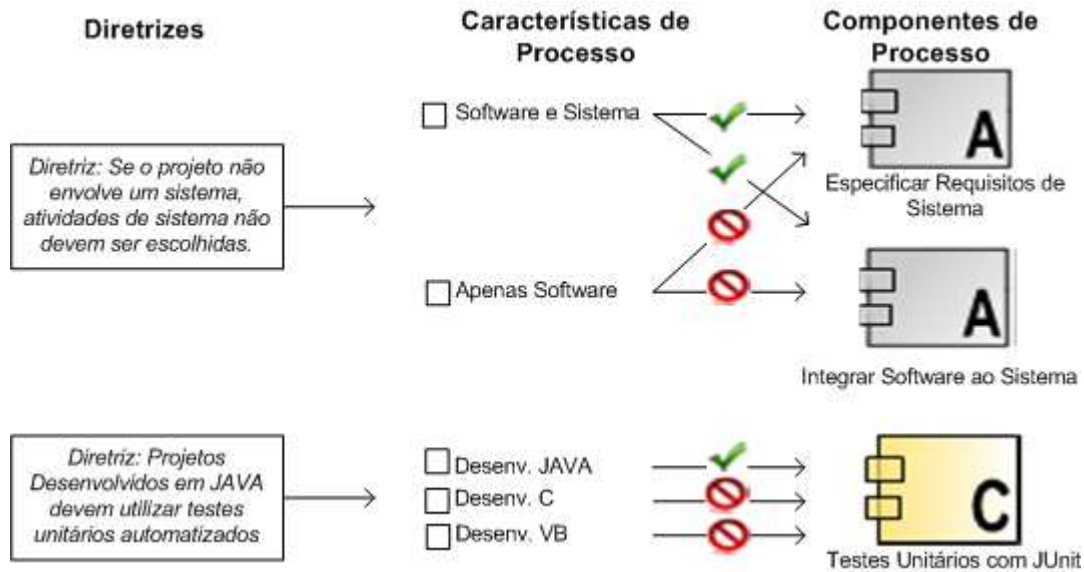 Diretrizes
Características de
Processo
Componentes de
Processo
Diretriz: Se o projeto não
envolve um sistema,
atividades de sistema não
devem ser escolhidas.
Software e Sistema
Apenas Software
A
Especificar Requisitos de
Sistema
A
Integrar Software ao Sistema
Diretriz: Projetos
Desenvolvidos em JAVA
devem utilizar testes
unitários automatizados
Desenv. JAVA
Desenv. C
Desenv. VB
C
Testes Unitários com JUnit